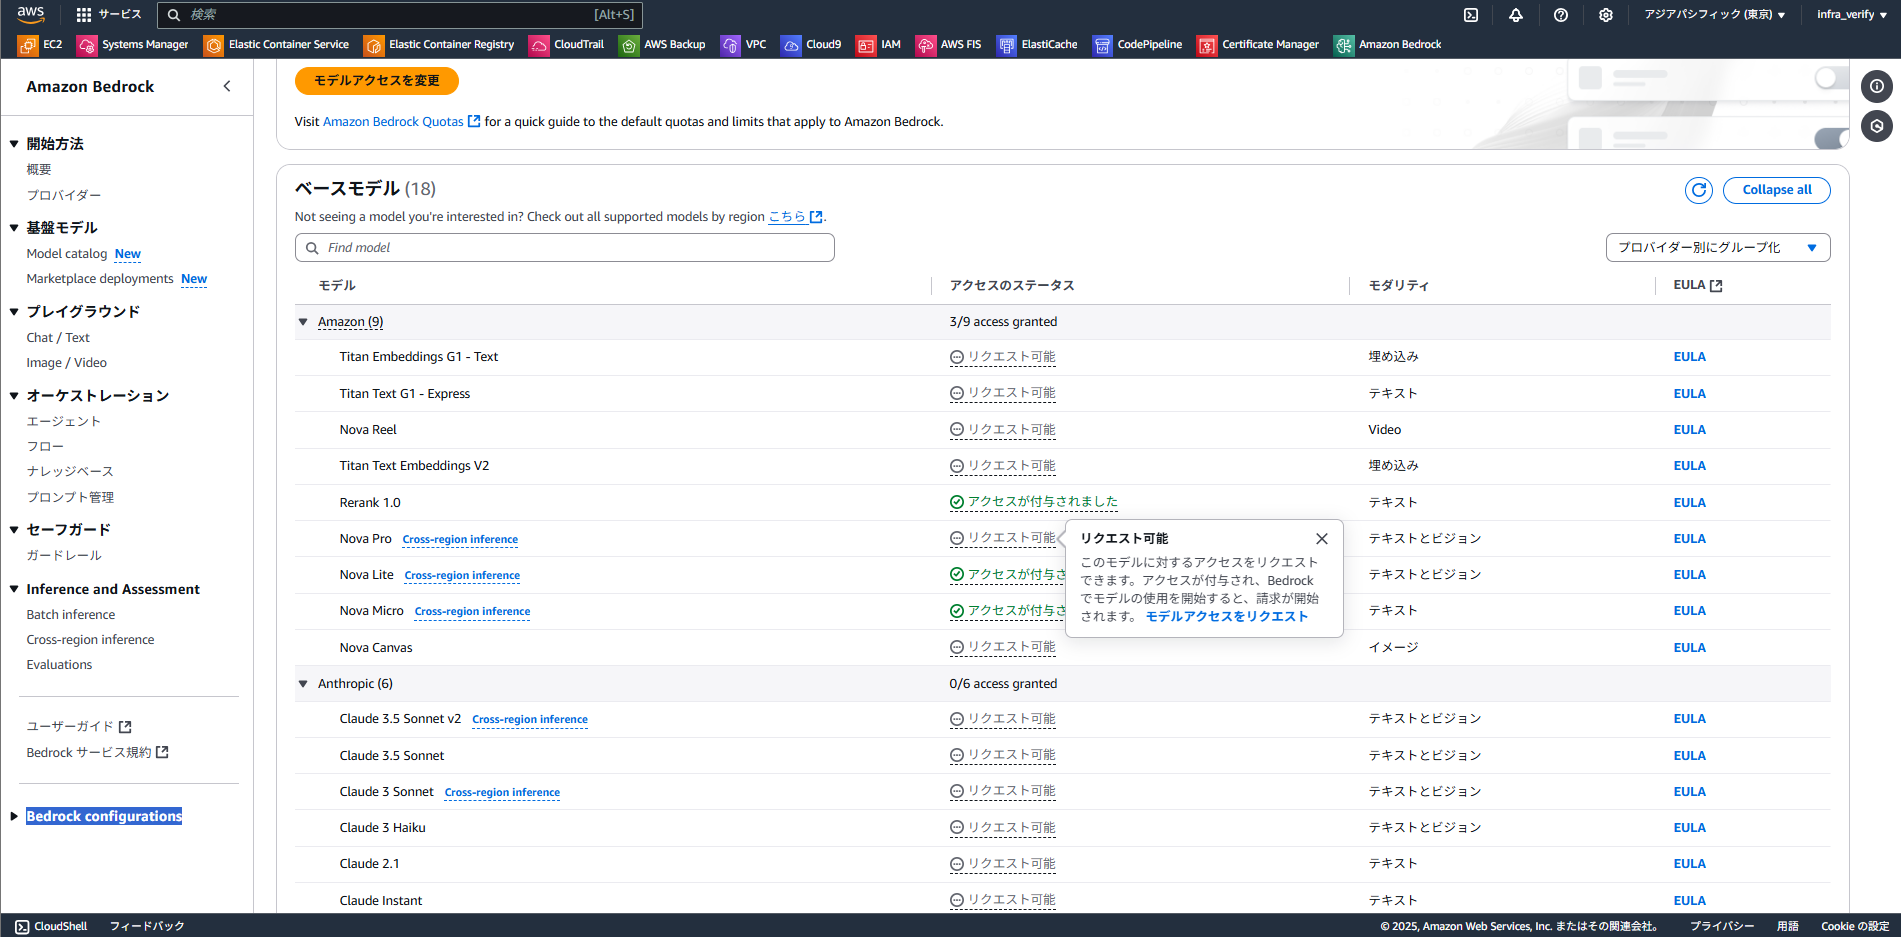 aws
サービス
検索
[Alt+S]
アジアパシフィック (東京)
infra_verify
EC2
Systems Manager
Elastic Container Service
Elastic Container Registry
CloudTrail
AWS Backup
VPC
Cloud9
IAM
AWS FIS
ElastiCache
CodePipeline
Certificate Manager
Amazon Bedrock
Amazon Bedrock
開始方法
概要
プロバイダー
基盤モデル
Model catalog New
Marketplace deployments New
プレイグラウンド
Chat / Text
Image / Video
オーケストレーション
エージェント
フロー
ナレッジベース
プロンプト管理
セーフガード
ガードレール
Inference and Assessment
Batch inference
Cross-region inference
Evaluations
ユーザーガイド
Bedrock サービス規約
Bedrock configurations
モデルアクセスを変更
Visit Amazon Bedrock Quotas for a quick guide to the default quotas and limits that apply to Amazon Bedrock.
ベースモデル (18)
Collapse all
Not seeing a model you're interested in? Check out all supported models by region こちら.
Find model
プロバイダー別にグループ化
モデル アクセスのステータス モダリティ EULA
Amazon (9) 3/9 access granted
Titan Embeddings G1 - Text リクエスト可能 埋め込み EULA
Titan Text G1 - Express リクエスト可能 テキスト EULA
Nova Reel リクエスト可能 Video EULA
Titan Text Embeddings V2 リクエスト可能 埋め込み EULA
Rerank 1.0 アクセスが付与されました テキスト EULA
Nova Pro Cross-region inference リクエスト可能 テキストとビジョン EULA
Nova Lite Cross-region inference アクセスが付与さ テキストとビジョン EULA
Nova Micro Cross-region inference アクセスが付与さ テキスト EULA
Nova Canvas リクエスト可能 イメージ EULA
リクエスト可能
このモデルに対するアクセスをリクエスト
できます。アクセスが付与され、Bedrock
でモデルの使用を開始すると、請求が開始
されます。 モデルアクセスをリクエスト
Anthropic (6) 0/6 access granted
Claude 3.5 Sonnet v2 Cross-region inference リクエスト可能 テキストとビジョン EULA
Claude 3.5 Sonnet リクエスト可能 テキストとビジョン EULA
Claude 3 Sonnet Cross-region inference リクエスト可能 テキストとビジョン EULA
Claude 3 Haiku リクエスト可能 テキストとビジョン EULA
Claude 2.1 リクエスト可能 テキスト EULA
Claude Instant リクエスト可能 テキスト EULA
CloudShell フィードバック
© 2025, Amazon Web Services, Inc. またはその関連会社。 プライバシー 用語 Cookie の設定